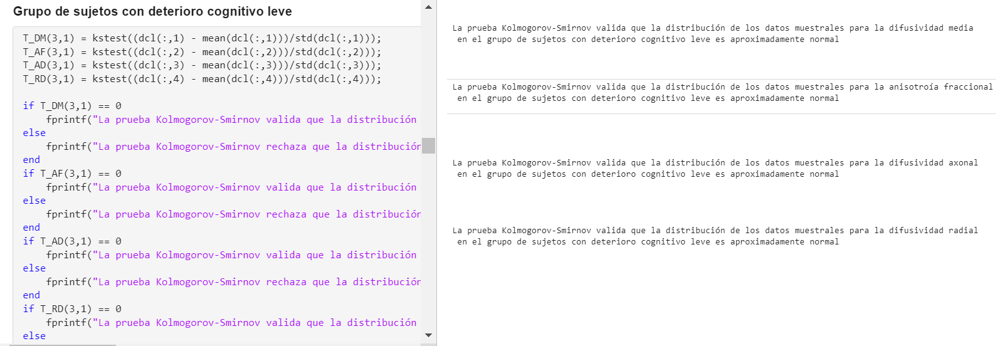 Grupo de sujetos con deterioro cognitivo leve
T_DM(3,1) = kstest((dcl(:,1) - mean(dcl(:,1)))/std(dcl(:,1)));
T_AF(3,1) = kstest((dcl(:,2) - mean(dcl(:,2)))/std(dcl(:,2)));
T_AD(3,1) = kstest((dcl(:,3) - mean(dcl(:,3)))/std(dcl(:,3)));
T_RD(3,1) = kstest((dcl(:,4) - mean(dcl(:,4)))/std(dcl(:,4)));
if T_DM(3,1) == 0
fprintf("La prueba Kolmogorov-Smirnov valida que la distribución
else
fprintf("La prueba Kolmogorov-Smirnov rechaza que la distribución
end
if T_AF(3,1) == 0
fprintf("La prueba Kolmogorov-Smirnov valida que la distribución
else
fprintf("La prueba Kolmogorov-Smirnov rechaza que la distribución
end
if T_AD(3,1) == 0
fprintf("La prueba Kolmogorov-Smirnov valida que la distribución
else
fprintf("La prueba Kolmogorov-Smirnov rechaza que la distribución
end
if T_RD(3,1) == 0
fprintf("La prueba Kolmogorov-Smirnov valida que la distribución
else
La prueba Kolmogorov-Smirnov valida que la distribución de los datos muestrales para la difusividad media
en el grupo de sujetos con deterioro cognitivo leve es aproximadamente normal
La prueba Kolmogorov-Smirnov valida que la distribución de los datos muestrales para la anisotroía fraccional
en el grupo de sujetos con deterioro cognitivo leve es aproximadamente normal
La prueba Kolmogorov-Smirnov valida que la distribución de los datos muestrales para la difusividad axonal
en el grupo de sujetos con deterioro cognitivo leve es aproximadamente normal
La prueba Kolmogorov-Smirnov valida que la distribución de los datos muestrales para la difusividad radial
en el grupo de sujetos con deterioro cognitivo leve es aproximadamente normal